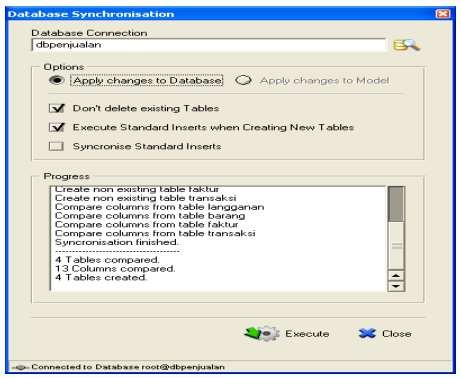 Database Synchronisation
Database Connection
dbpenjualan
Options
Apply changes to Database
Apply changes to Model
Don't delete existing Tables
Execute Standard Inserts when Creating New Tables
Syncronise Standard Inserts
Progress
Create non existing table faktur
Create non existing table transaksi
Compare columns from table langganan
Compare columns from table barang
Compare columns from table faktur
Compare columns from table transaksi
Syncronisation finished.
------------------------------------
4 Tables compared.
13 Columns compared.
4 Tables created.
Execute
Close
Connected to Database root@dbpenjualan